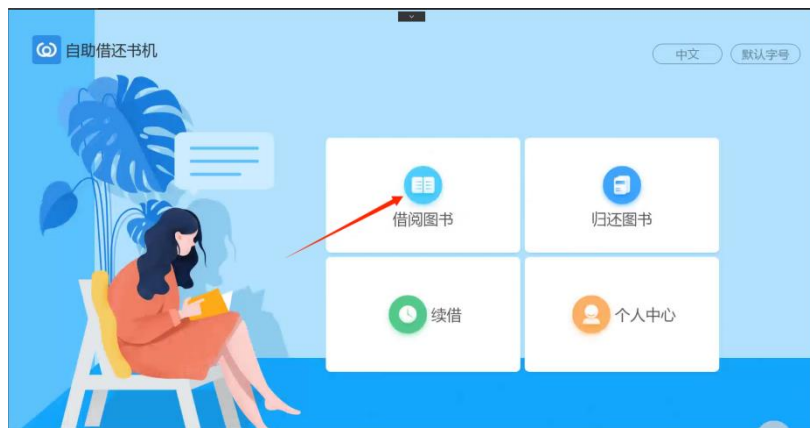 自助借还书机
中文
默认字号
借阅图书
归还图书
续借
个人中心